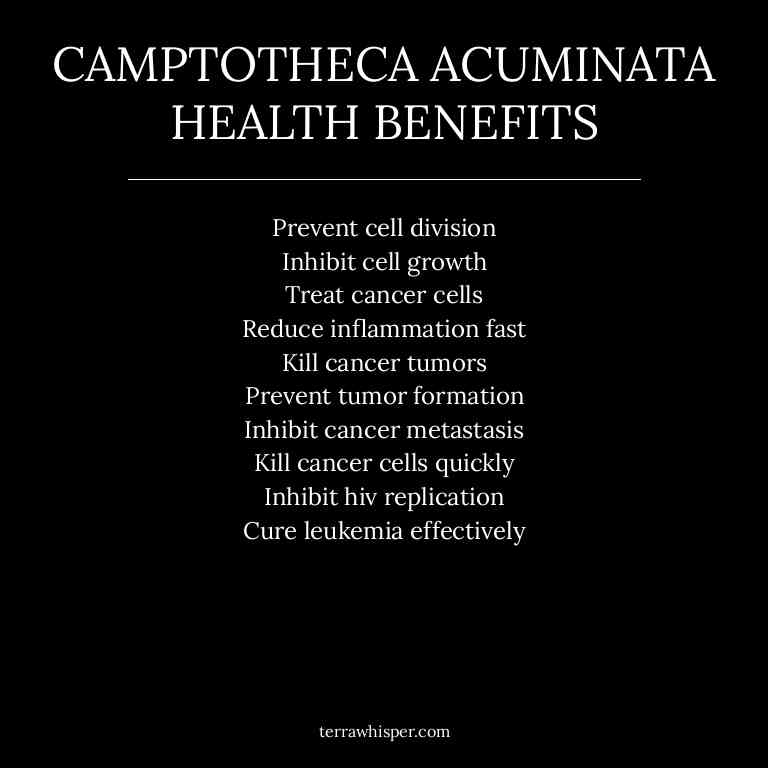 CAMPTOTHECA ACUMINATA
HEALTH BENEFITS
Prevent cell division
Inhibit cell growth
Treat cancer cells
Reduce inflammation fast
Kill cancer tumors
Prevent tumor formation
Inhibit cancer metastasis
Kill cancer cells quickly
Inhibit hiv replication
Cure leukemia effectively
terrawhisper.com